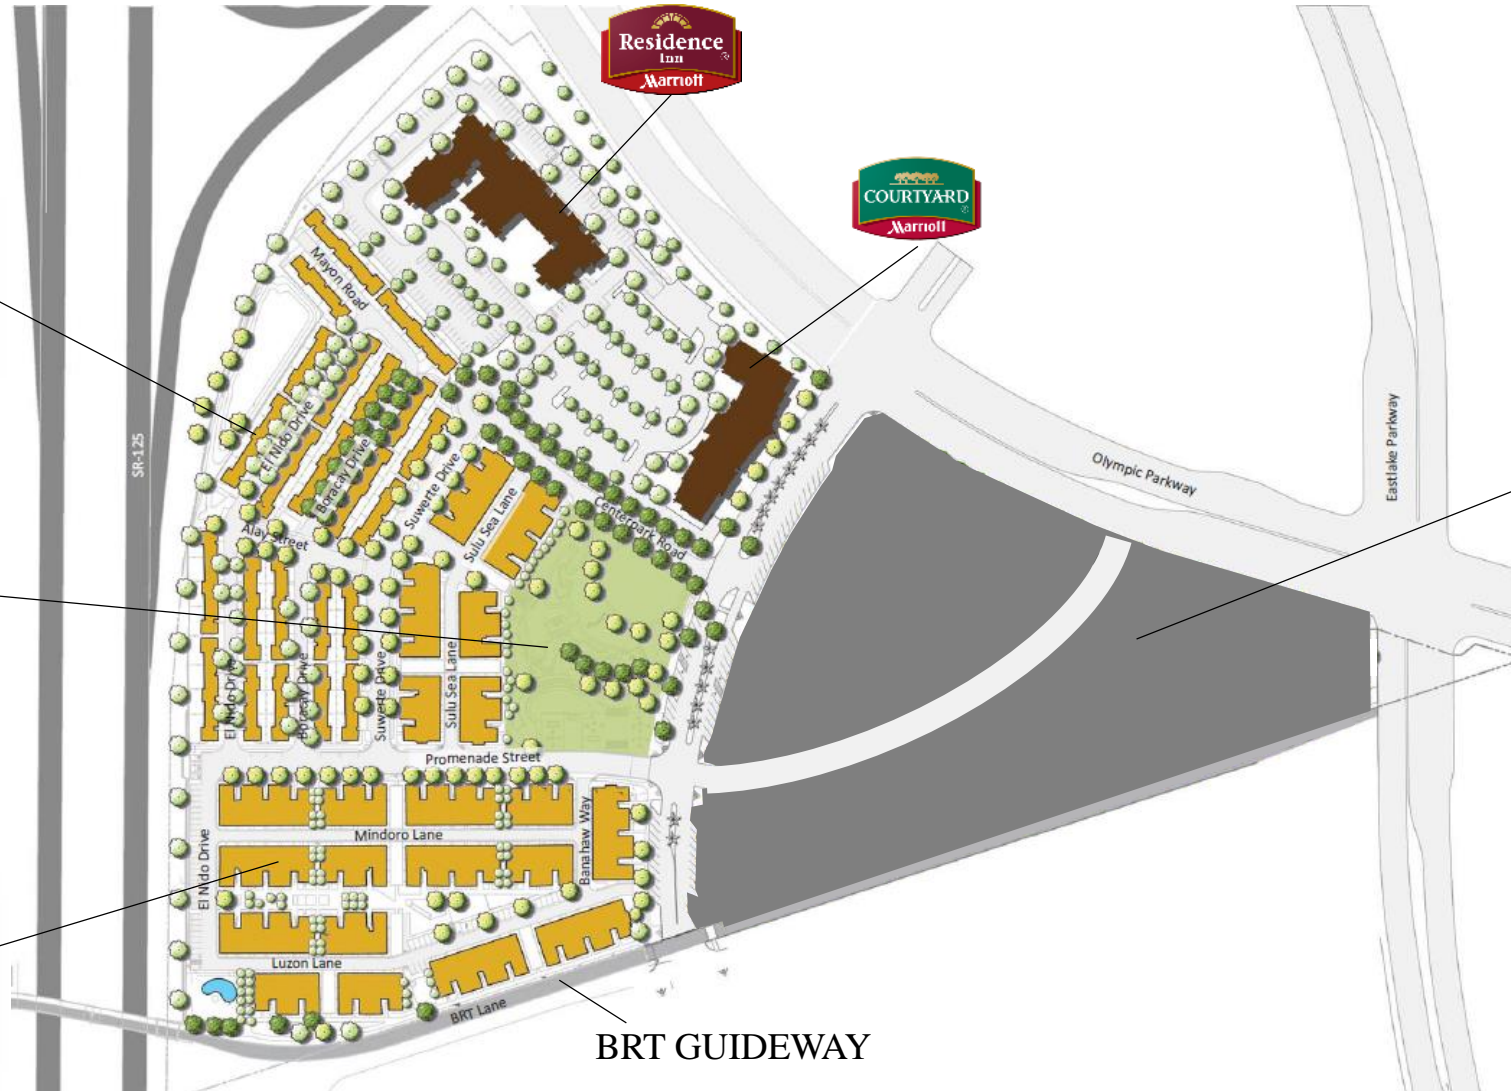 Residence
Inn
Marriott
COURTYARD
Marriott
Mayon Road
SR-125
El Nido Drive
Boracay Drive
Suwerte Drive
Sulu Sea Lane
Centerpark Road
Olympic Parkway
Eastlake Parkway
Alay Street
El Nido Drive
Boracay Drive
Suwerte Drive
Sulu Sea Lane
Promenade Street
Mindoro Lane
Banahaw Way
El Nido Drive
Luzon Lane
BRT Lane
BRT GUIDEWAY